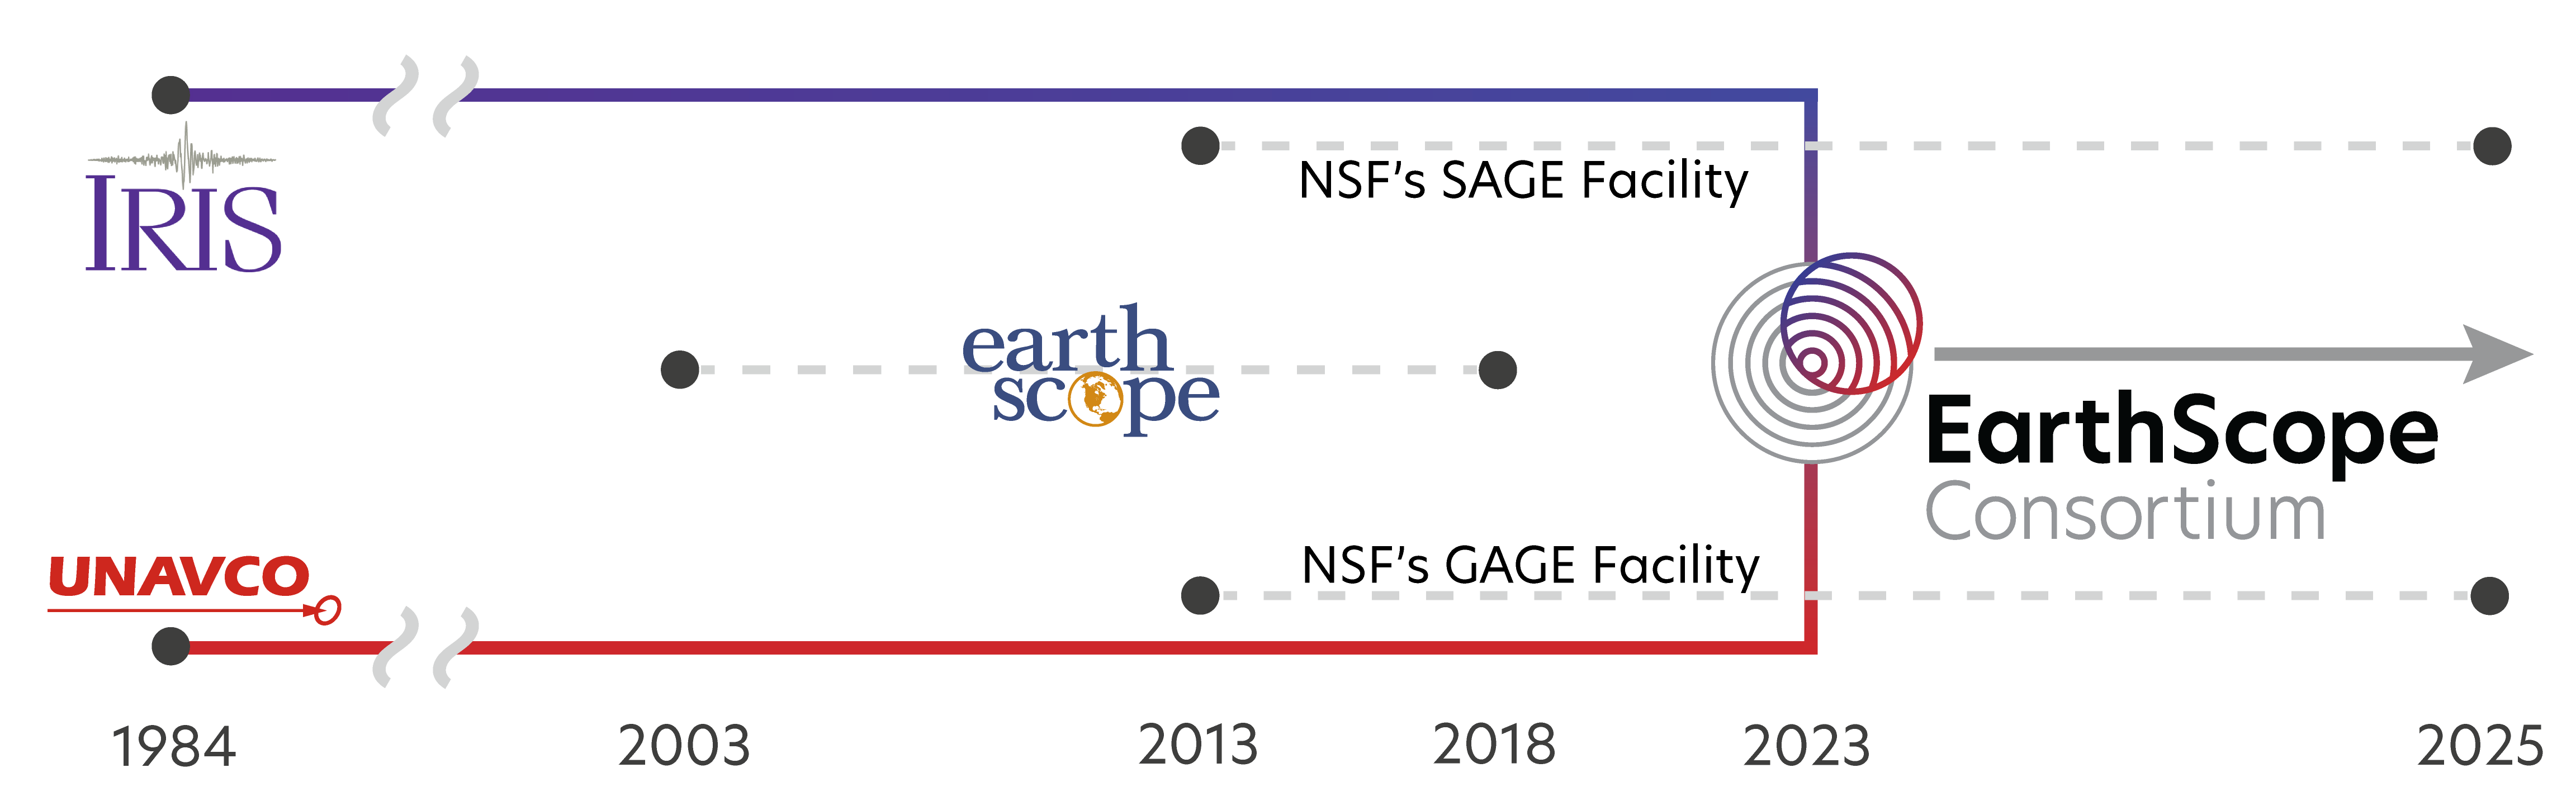 IRIS
NSF's SAGE Facility
earth
scope
EarthScope
Consortium
NSF's GAGE Facility
UNAVCO
1984
2003
2013
2018
2023
2025